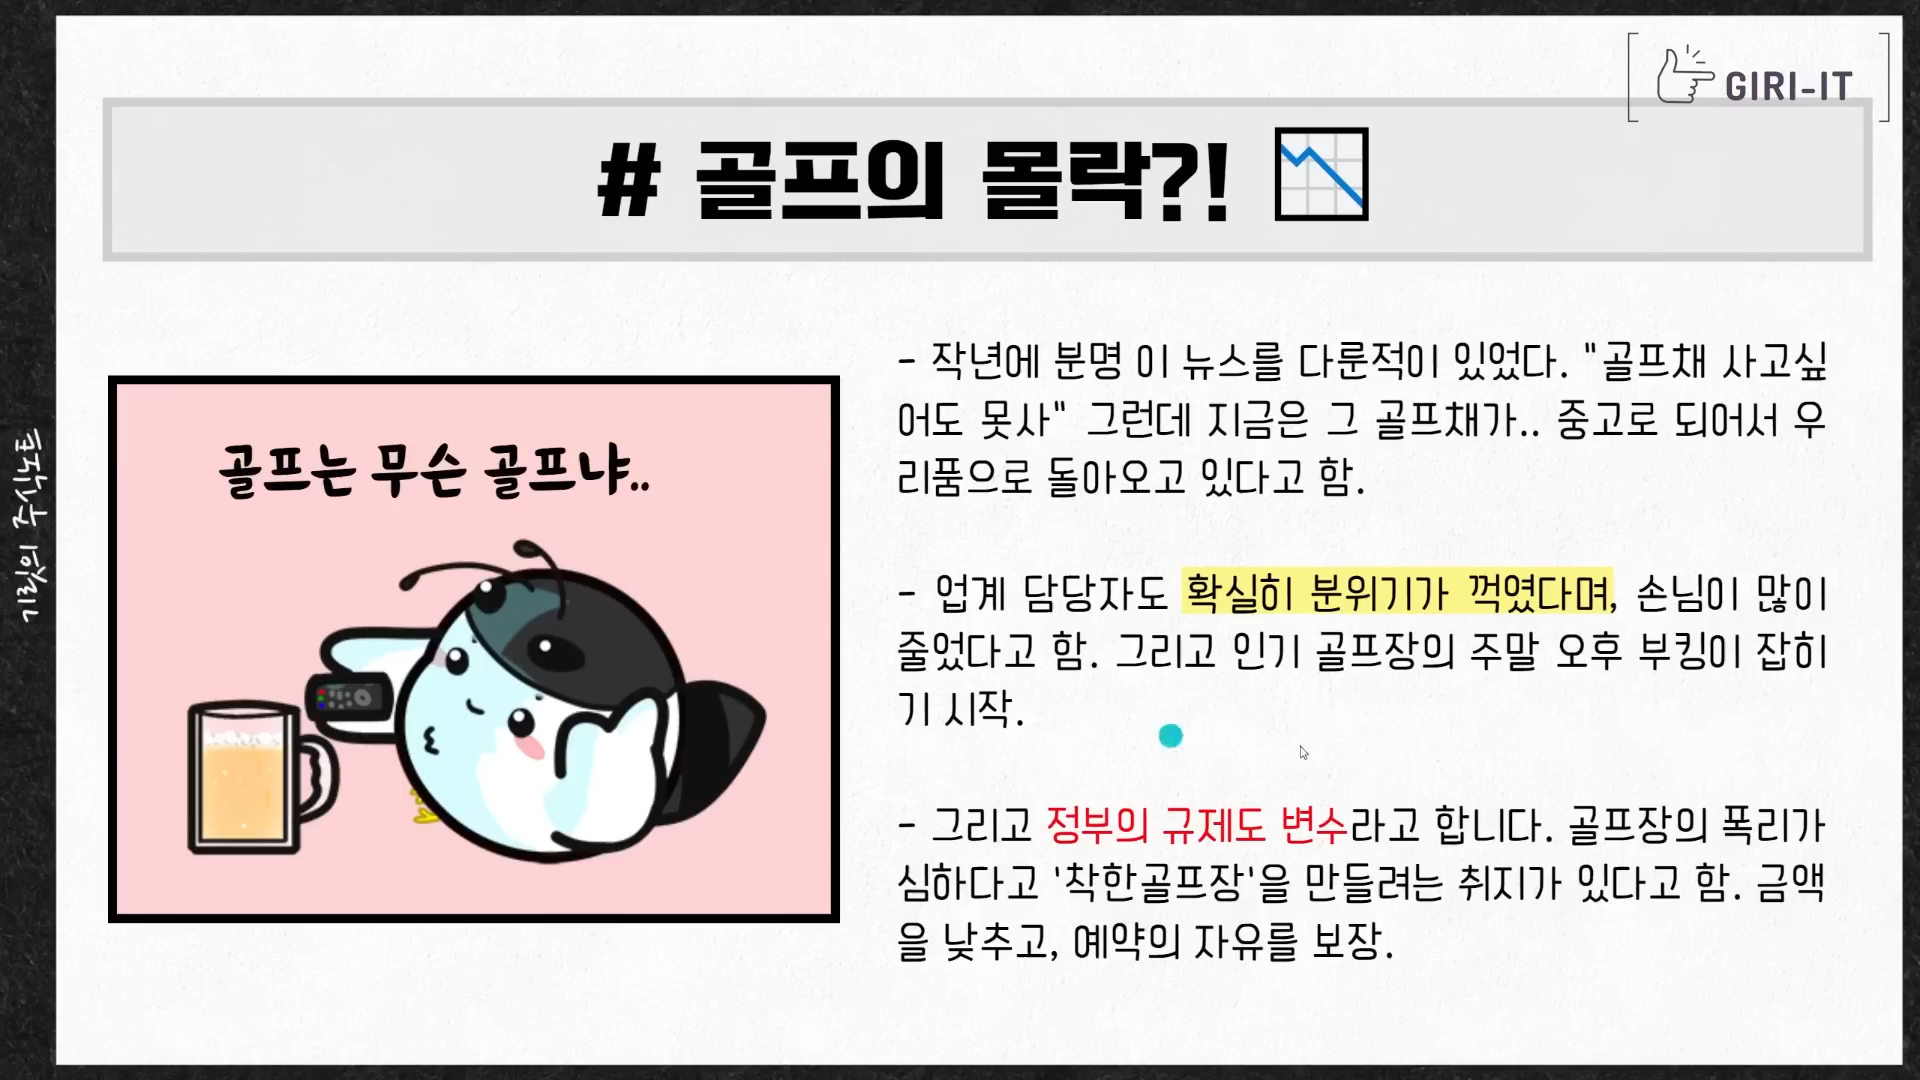 GIRI-IT
# 골프의 몰락?!
골프는 무슨 골프냐..
- 작년에 분명 이 뉴스를 다룬적이 있었다. "골프채 사고싶
어도 못사" 그런데 지금은 그 골프채가.. 중고로 되어서 우
리품으로 돌아오고 있다고 함.
- 업계 담당자도 확실히 분위기가 꺽였다며, 손님이 많이
줄었다고 함. 그리고 인기 골프장의 주말 오후 부킹이 잡히
기 시작.
- 그리고 정부의 규제도 변수라고 합니다. 골프장의 폭리가
심하다고 '착한골프장'을 만들려는 취지가 있다고 함. 금액
을 낮추고, 예약의 자유를 보장.
기릿의 주식노트